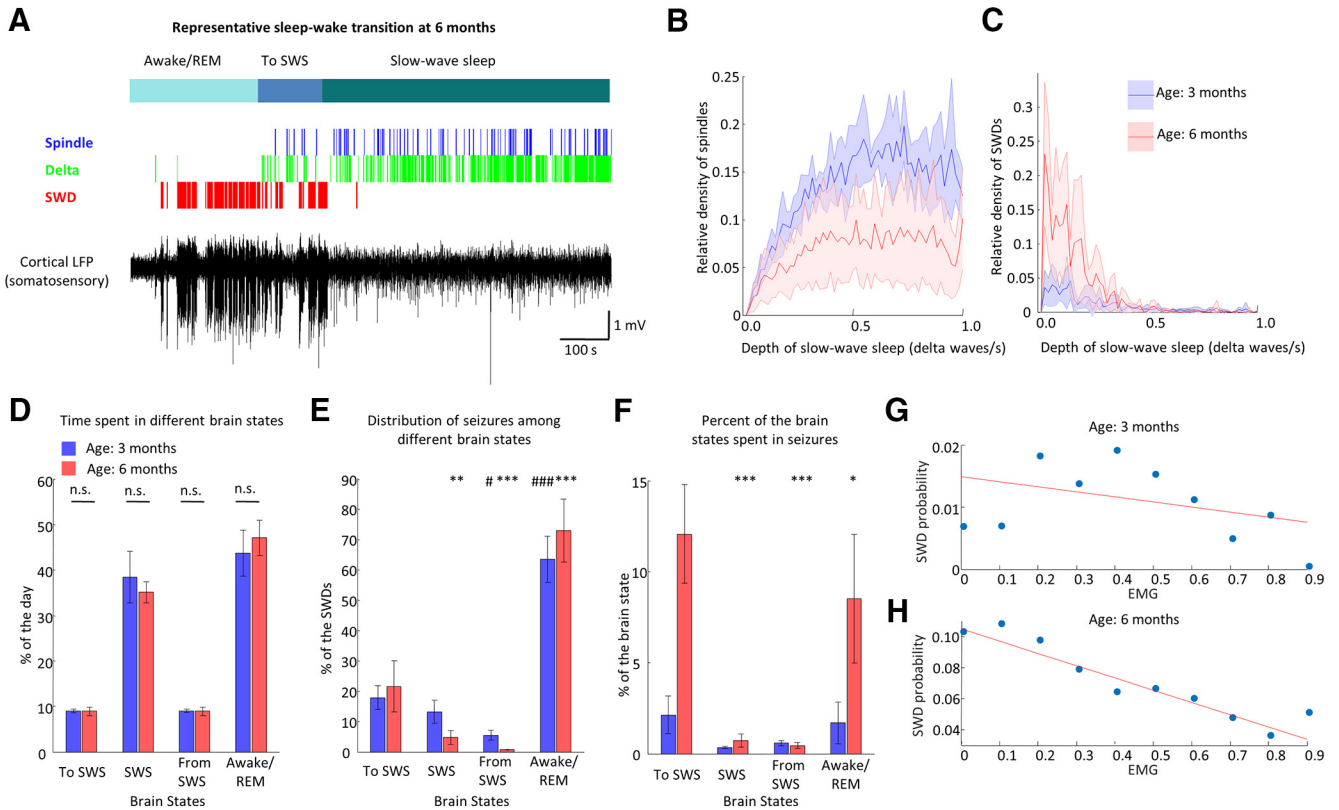 A
Representative sleep-wake transition at 6 months
Awake/REM
To SWS
Slow-wave sleep
Spindle
Delta
SWD
Cortical LFP
(somatosensory)
1 mV
100 s
B
Relative density of spindles
0.25
0.2
0.15
0.1
0.05
0
0.0
0.5
1.0
Depth of slow-wave sleep (delta waves/s)
C
Relative density of SWDs
0.3
0.25
0.2
0.15
0.1
0.05
0
0.0
0.5
1.0
Depth of slow-wave sleep (delta waves/s)
Age: 3 months
Age: 6 months
D
Time spent in different brain states
Age: 3 months
Age: 6 months
% of the day
60
50
40
30
20
10
0
n.s.
n.s.
n.s.
n.s.
To SWS
SWS
From
SWS
Awake/
REM
Brain States
E
Distribution of seizures among
different brain states
% of the SWDs
90
80
70
60
50
40
30
20
10
0
**
# ***
###***
To SWS
SWS
From
SWS
Awake/
REM
Brain States
F
Percent of the brain
states spent in seizures
% of the brain state
15
10
5
0
***
***
*
To SWS
SWS
From
SWS
Awake/
REM
Brain States
G
Age: 3 months
SWD probability
0.02
0.01
0
0 0.1 0.2 0.3 0.4 0.5 0.6 0.7 0.8 0.9
EMG
H
Age: 6 months
SWD probability
0.10
0.08
0.06
0.04
0 0.1 0.2 0.3 0.4 0.5 0.6 0.7 0.8 0.9
EMG